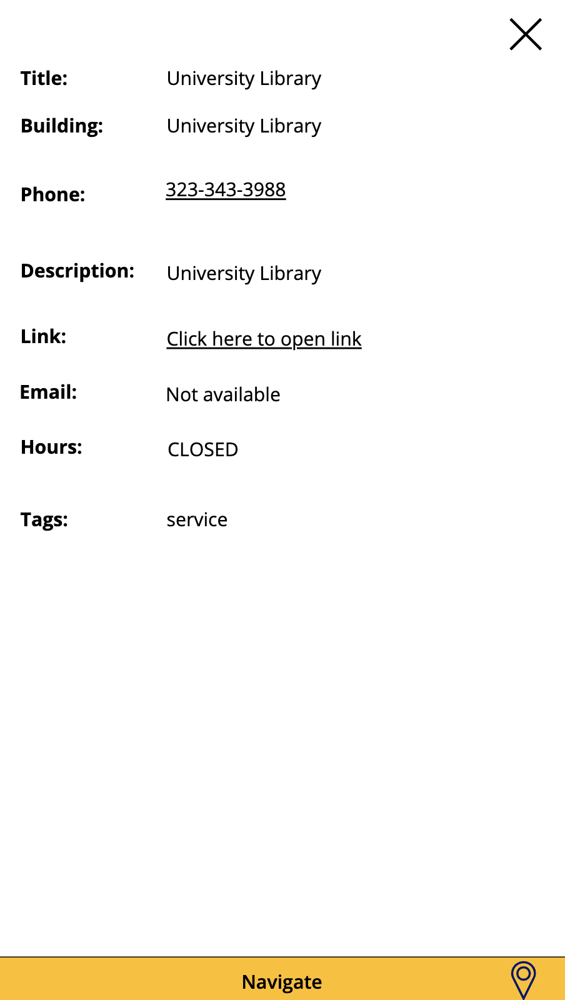 Title: University Library
Building: University Library
Phone: 323-343-3988
Description: University Library
Link: Click here to open link
Email: Not available
Hours: CLOSED
Tags: service
Navigate